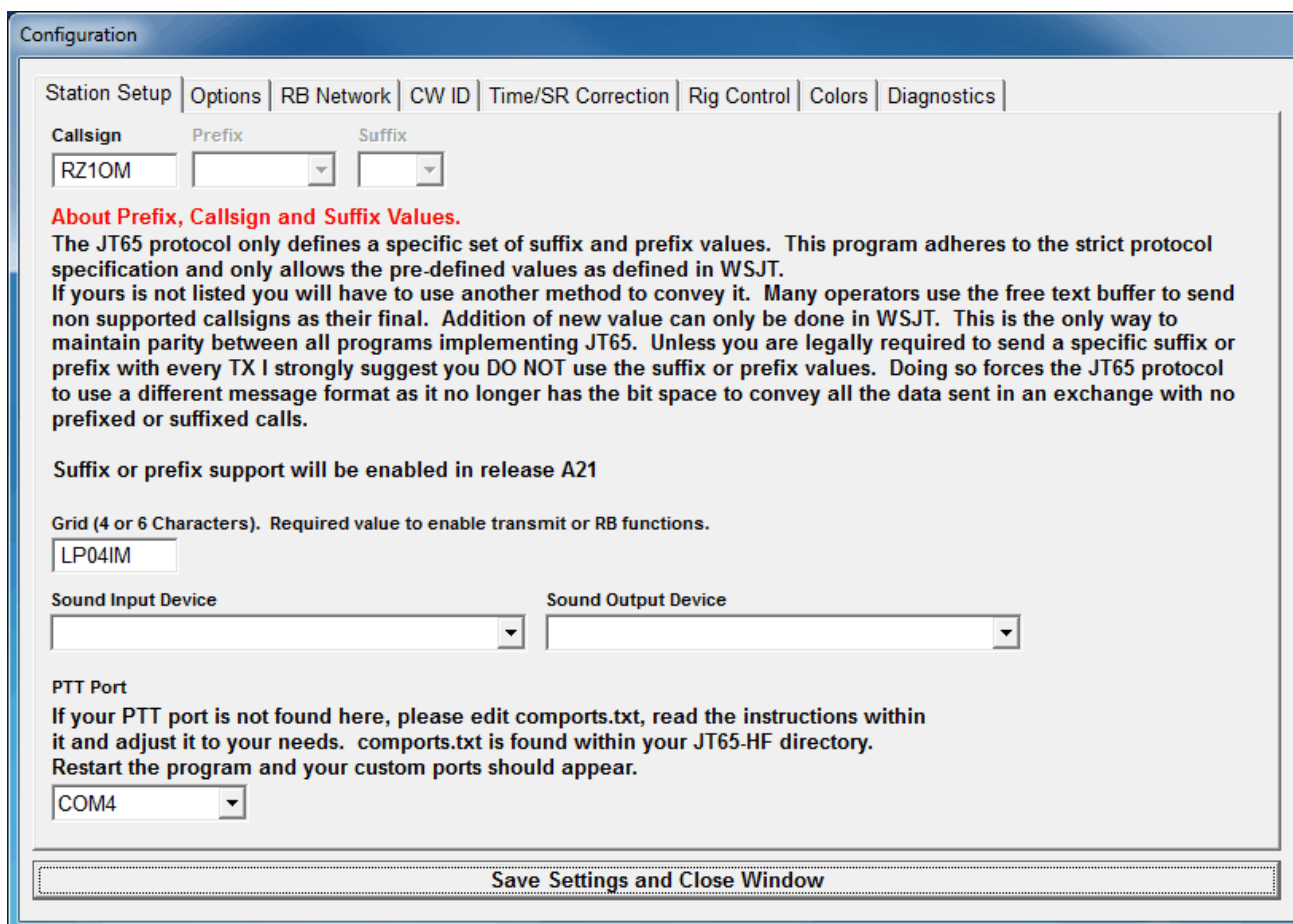 Configuration
Station Setup Options RB Network CW ID Time/SR Correction Rig Control Colors Diagnostics
Callsign Prefix Suffix
RZ1OM
About Prefix, Callsign and Suffix Values.
The JT65 protocol only defines a specific set of suffix and prefix values. This program adheres to the strict protocol
specification and only allows the pre-defined values as defined in WSJT.
If yours is not listed you will have to use another method to convey it. Many operators use the free text buffer to send
non supported callsigns as their final. Addition of new value can only be done in WSJT. This is the only way to
maintain parity between all programs implementing JT65. Unless you are legally required to send a specific suffix or
prefix with every TX I strongly suggest you DO NOT use the suffix or prefix values. Doing so forces the JT65 protocol
to use a different message format as it no longer has the bit space to convey all the data sent in an exchange with no
prefixed or suffixed calls.
Suffix or prefix support will be enabled in release A21
Grid (4 or 6 Characters). Required value to enable transmit or RB functions.
LP04IM
Sound Input Device Sound Output Device
PTT Port
If your PTT port is not found here, please edit comports.txt, read the instructions within
it and adjust it to your needs. comports.txt is found within your JT65-HF directory.
Restart the program and your custom ports should appear.
COM4
Save Settings and Close Window